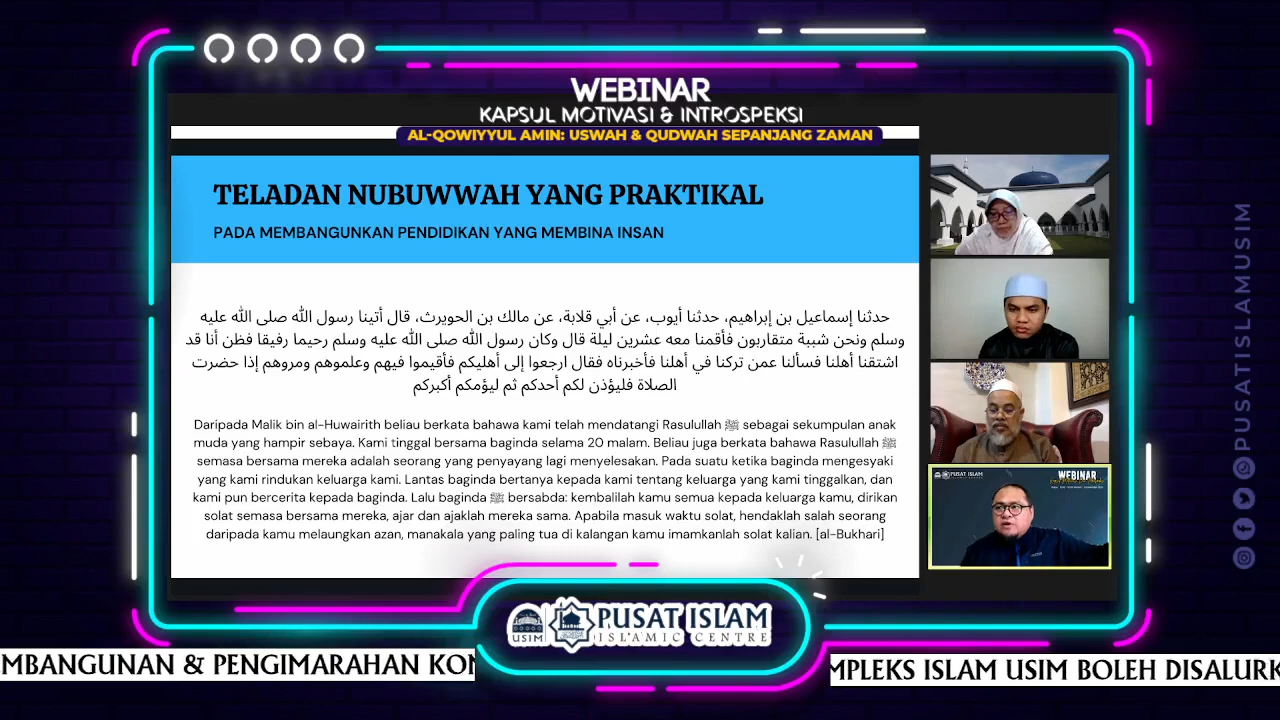 WEBINAR
KAPSUL MOTIVASI & INTROSPEKSI
AL-QOWIYYUL AMIN: USWAH & QUDWAH SEPANJANG ZAMAN
TELADAN NUBUWWAH YANG PRAKTIKAL
PADA MEMBANGUNKAN PENDIDIKAN YANG MEMBINA INSAN
حدثنا إسماعيل بن إبراهيم، حدثنا أيوب، عن أبي قلابة، عن مالك بن الحويرث، قال أتينا رسول الله صلى الله عليه
وسلم ونحن شببة متقاربون فأقمنا معه عشرين ليلة قال وكان رسول الله صلى الله عليه وسلم رحيما رفيقا فظن أنا قد
اشتقنا أهلنا فسألنا عمن تركنا في أهلنا فأخبرناه فقال ارجعوا إلى أهليكم فأقيموا فيهم وعلموهم ومروهم إذا حضرت
الصلاة فليؤذن لكم أحدكم ثم ليؤمكم أكبركم
Daripada Malik bin al-Huwairith beliau berkata bahawa kami telah mendatangi Rasulullah ﷺ sebagai sekumpulan anak
muda yang hampir sebaya. Kami tinggal bersama baginda selama 20 malam. Beliau juga berkata bahawa Rasulullah ﷺ
semasa bersama mereka adalah seorang yang penyayang lagi menyelesakan. Pada suatu ketika baginda mengesyaki
yang kami rindukan keluarga kami. Lantas baginda bertanya kepada kami tentang keluarga yang kami tinggalkan, dan
kami pun bercerita kepada baginda. Lalu baginda ﷺ bersabda: kembalilah kamu semua kepada keluarga kamu, dirikan
solat semasa bersama mereka, ajar dan ajaklah mereka sama. Apabila masuk waktu solat, hendaklah salah seorang
daripada kamu melaungkan azan, manakala yang paling tua di kalangan kamu imamkanlah solat kalian. [al-Bukhari]
PUSAT ISLAM
WEBINAR
PUSATISLAMUSIM
USIM
PUSAT ISLAM
ISLAMIC CENTRE
MBANGUNAN & PENGIMARAHAN KON
MPLEKS ISLAM USIM BOLEH DISALURK